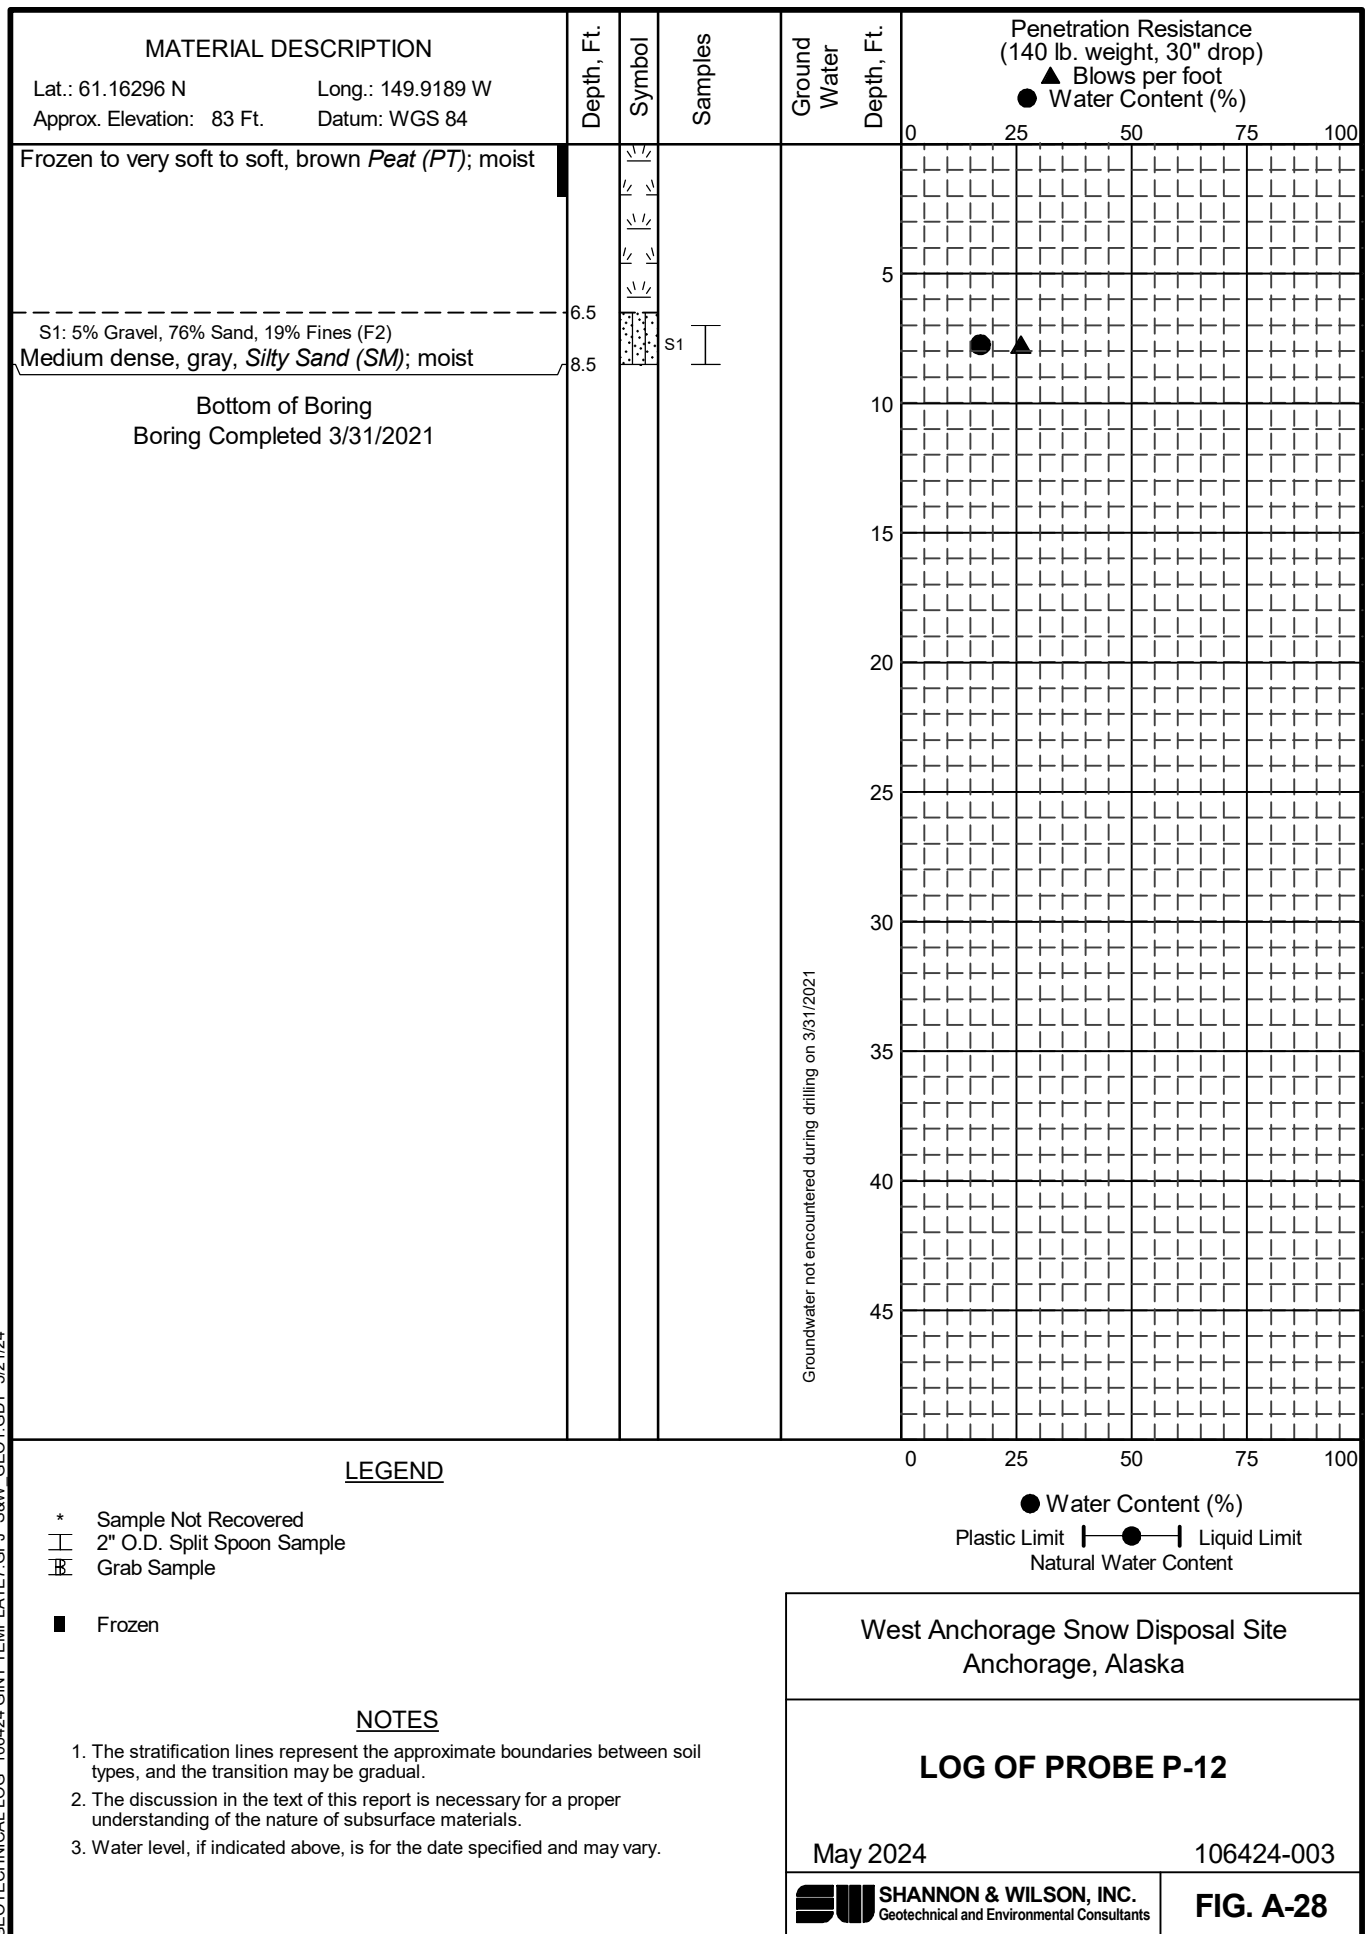 MATERIAL DESCRIPTION
Lat.: 61.16296 N Long.: 149.9189 W
Approx. Elevation: 83 Ft. Datum: WGS 84
Depth, Ft.
Symbol
Samples
Ground
Water
Depth, Ft.
Penetration Resistance
(140 lb. weight, 30" drop)
▲ Blows per foot
● Water Content (%)
0 25 50 75 100
Frozen to very soft to soft, brown Peat (PT); moist
5
6.5
S1: 5% Gravel, 76% Sand, 19% Fines (F2)
S1
Medium dense, gray, Silty Sand (SM); moist
8.5
Bottom of Boring
Boring Completed 3/31/2021
10
15
20
25
30
35
40
45
Groundwater not encountered during drilling on 3/31/2021
0 25 50 75 100
LEGEND
* Sample Not Recovered
2" O.D. Split Spoon Sample
Grab Sample
Frozen
● Water Content (%)
Plastic Limit Liquid Limit
Natural Water Content
NOTES
1. The stratification lines represent the approximate boundaries between soil
types, and the transition may be gradual.
2. The discussion in the text of this report is necessary for a proper
understanding of the nature of subsurface materials.
3. Water level, if indicated above, is for the date specified and may vary.
West Anchorage Snow Disposal Site
Anchorage, Alaska
LOG OF PROBE P-12
May 2024 106424-003
SHANNON & WILSON, INC.
Geotechnical and Environmental Consultants
FIG. A-28